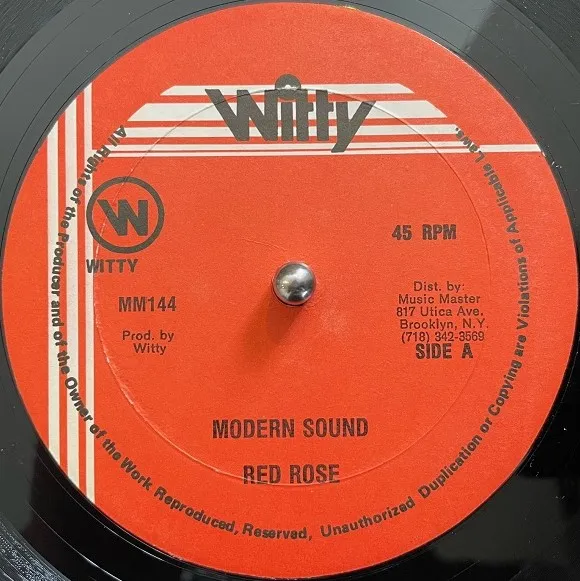 Witty
W
WITTY
45 RPM
MM144
Prod. by
Witty
Dist. by:
Music Master
817 Utica Ave.
Brooklyn, N.Y.
(718) 342-3569
SIDE A
MODERN SOUND
RED ROSE
All Rights of the Producer and of the Owner of the Work Reproduced, Reserved, Unauthorized Duplication or Copying are Violations of Applicable Laws.